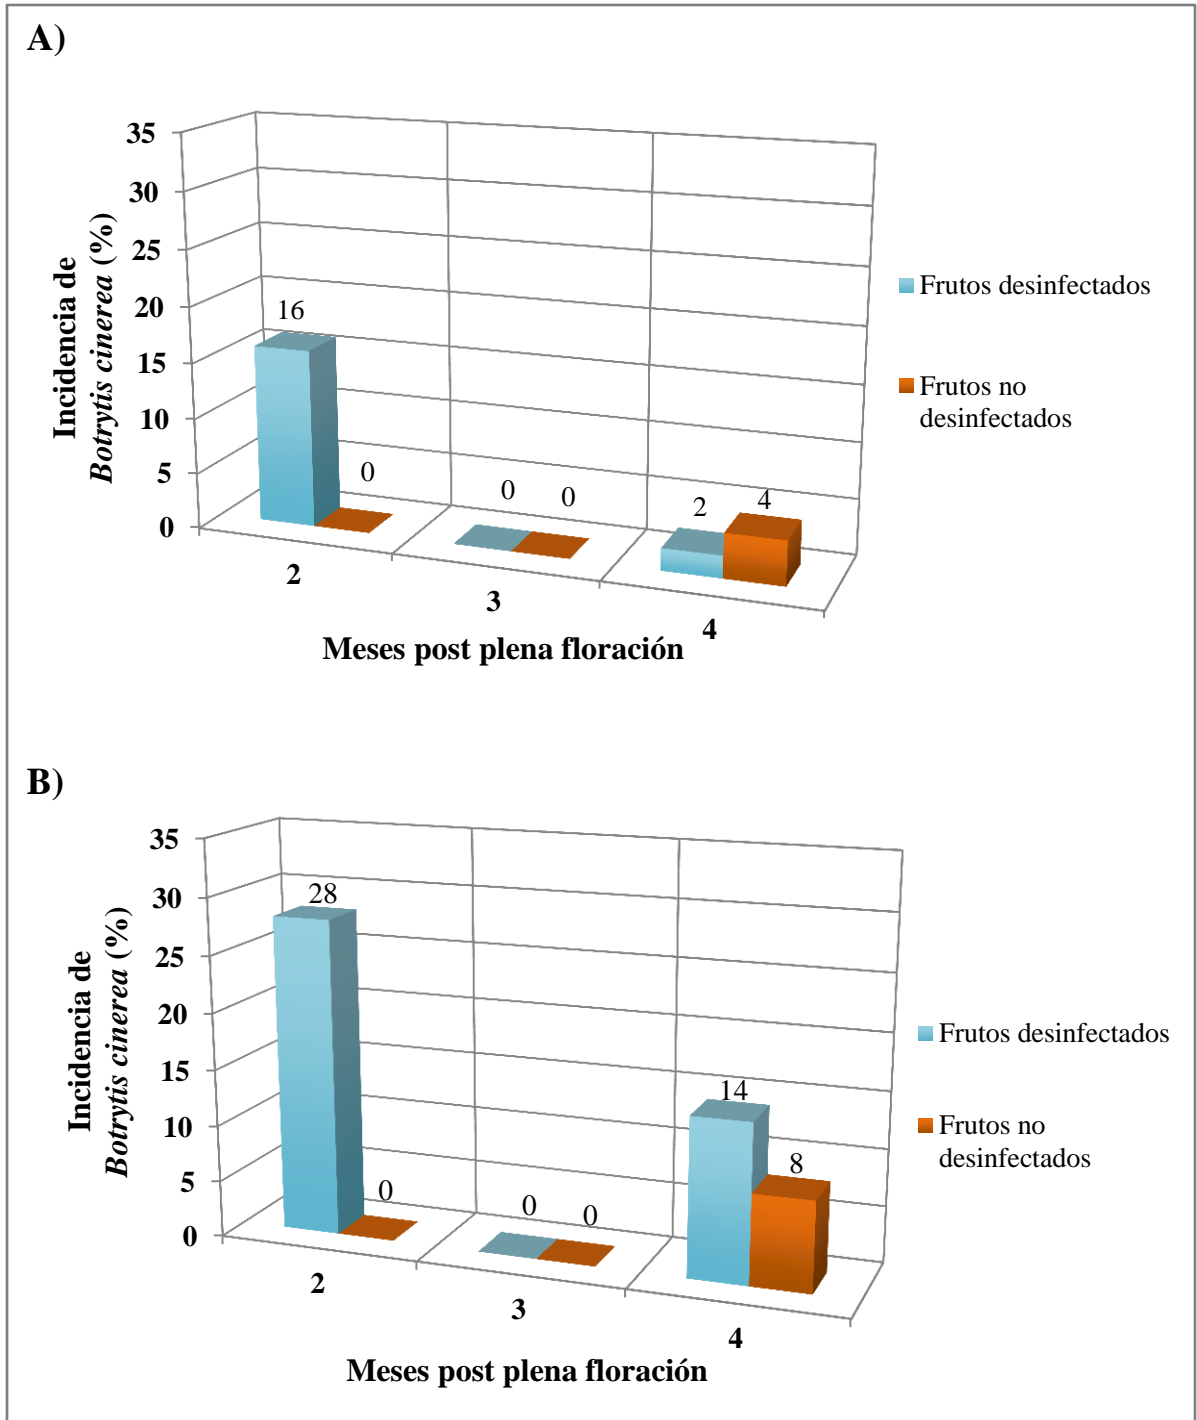 A)
35
30
25
20
15
10
5
0
Incidencia de
Botrytis cinerea (%)
16
0
0
0
2
4
2
3
4
Meses post plena floración
Frutos desinfectados
Frutos no
desinfectados
B)
35
30
25
20
15
10
5
0
Incidencia de
Botrytis cinerea (%)
28
0
0
0
14
8
2
3
4
Meses post plena floración
Frutos desinfectados
Frutos no
desinfectados